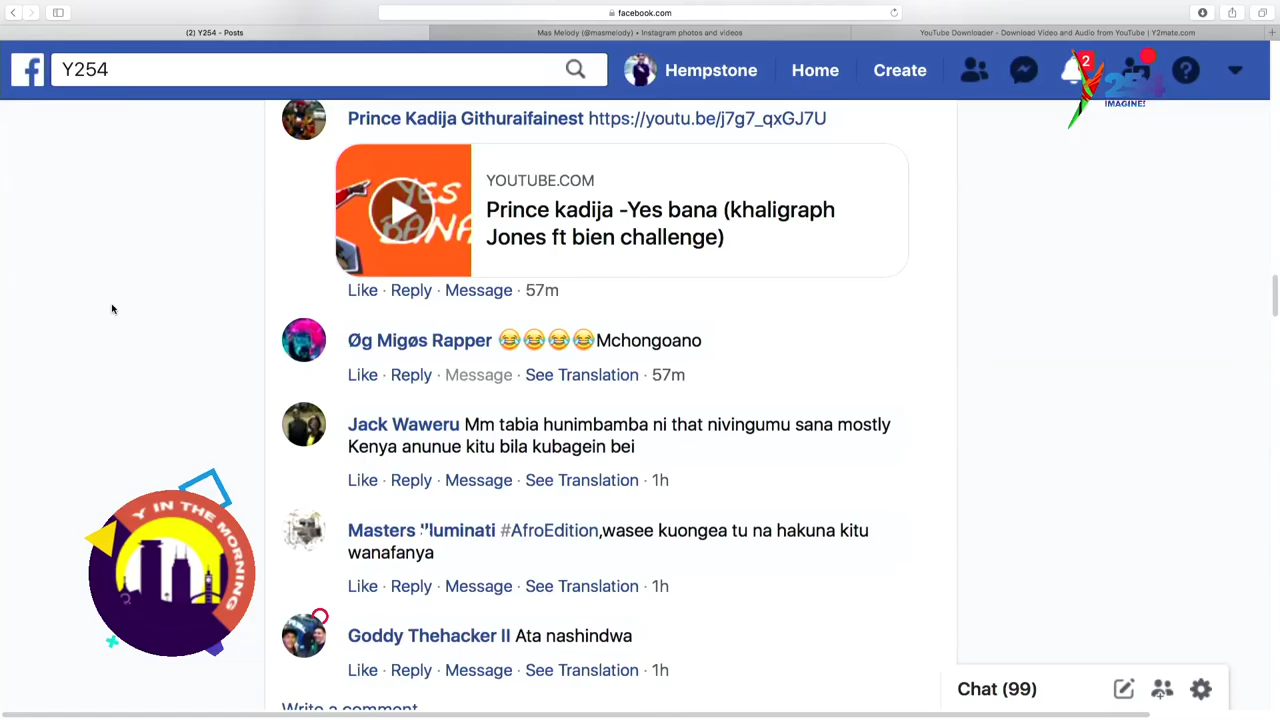 facebook.com
(2) Y254 - Posts
Mas Melody (@masmelody) • Instagram photos and videos
YouTube Downloader - Download Video and Audio from YouTube | Y2mate.com
Y254
Hempstone
Home
Create
2
254
IMAGINE!
Prince Kadija Githuraifainest https://youtu.be/j7g7_qxGJ7U
YES
BANA
YOUTUBE.COM
Prince kadija -Yes bana (khaligraph
Jones ft bien challenge)
Like · Reply · Message · 57m
Øg Migøs Rapper 😂😂😂😂Mchongoano
Like · Reply · Message · See Translation · 57m
Jack Waweru Mm tabia hunimbamba ni that nivingumu sana mostly
Kenya anunue kitu bila kubagein bei
Like · Reply · Message · See Translation · 1h
Masters #AfroEdition,wasee kuongea tu na hakuna kitu
wanafanya
Like · Reply · Message · See Translation · 1h
Goddy Thehacker II Ata nashindwa
Like · Reply · Message · See Translation · 1h
Write a comment
Y IN THE MORNING
Chat (99)